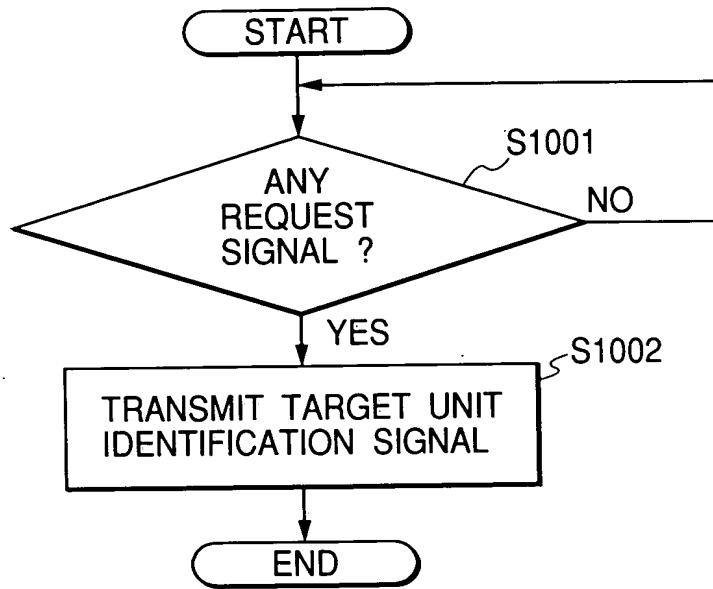 START
S1001
ANY
REQUEST
SIGNAL ?
NO
YES
S1002
TRANSMIT TARGET UNIT
IDENTIFICATION SIGNAL
END